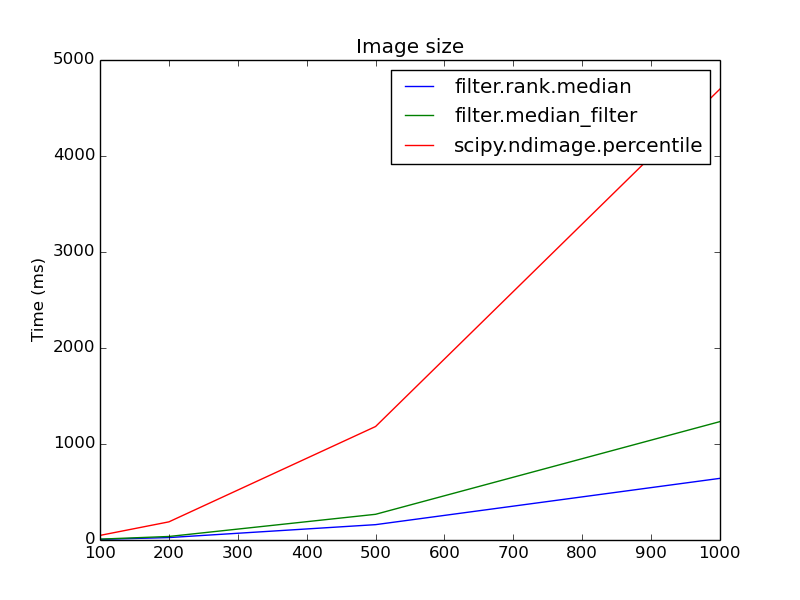 Image size
5000
4000
3000
2000
1000
0
Time (ms)
filter.rank.median
filter.median_filter
scipy.ndimage.percentile
100 200 300 400 500 600 700 800 900 1000